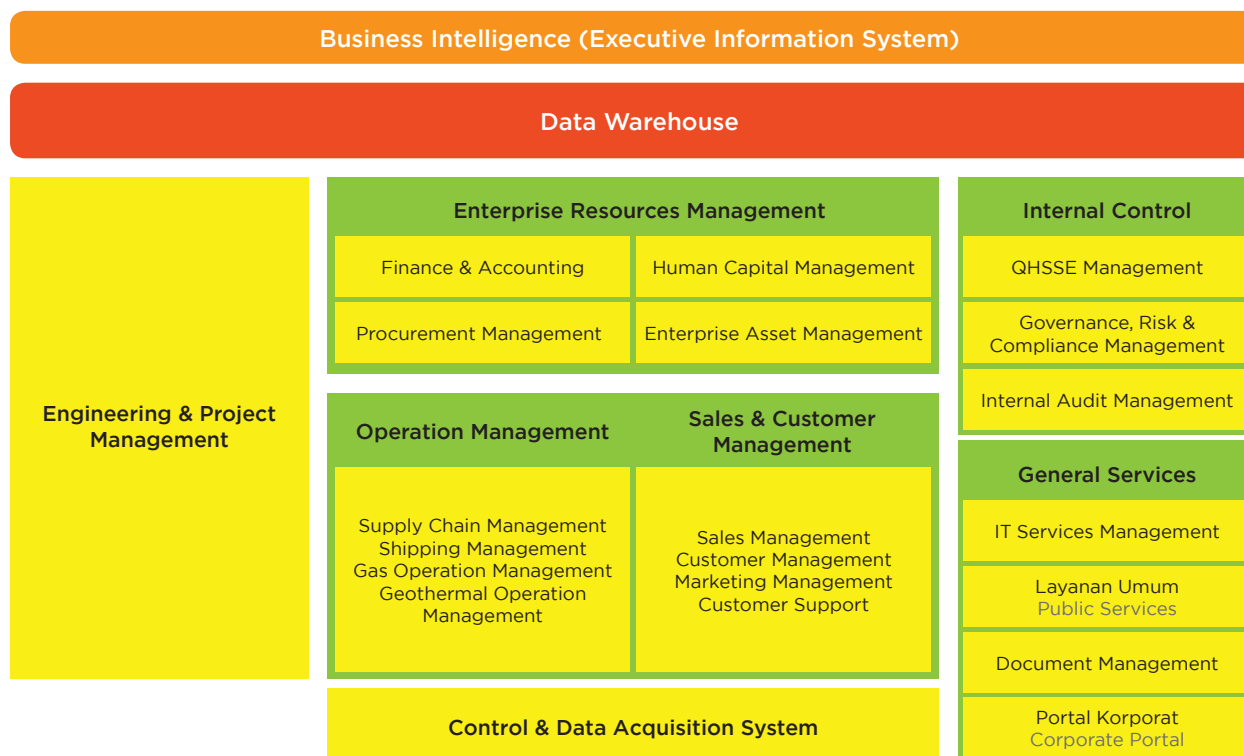 Business Intelligence (Executive Information System)
Data Warehouse
Engineering & Project
Management
Enterprise Resources Management
Finance & Accounting
Human Capital Management
Procurement Management
Enterprise Asset Management
Operation Management
Sales & Customer
Management
Supply Chain Management
Shipping Management
Gas Operation Management
Geothermal Operation
Management
Sales Management
Customer Management
Marketing Management
Customer Support
Control & Data Acquisition System
Internal Control
QHSSE Management
Governance, Risk &
Compliance Management
Internal Audit Management
General Services
IT Services Management
Layanan Umum
Public Services
Document Management
Portal Korporat
Corporate Portal